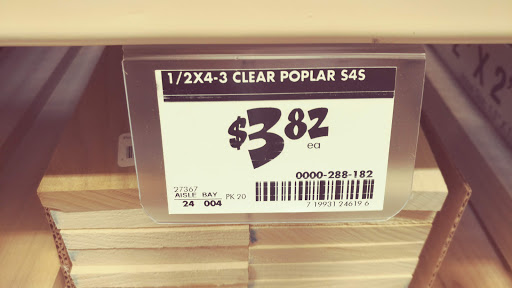 1/2X4-3 CLEAR POPLAR S4S
$3.82
ea
0000-288-182
27367
AISLE BAY PK 20
24 004
7 19931 24619 6
X 2"